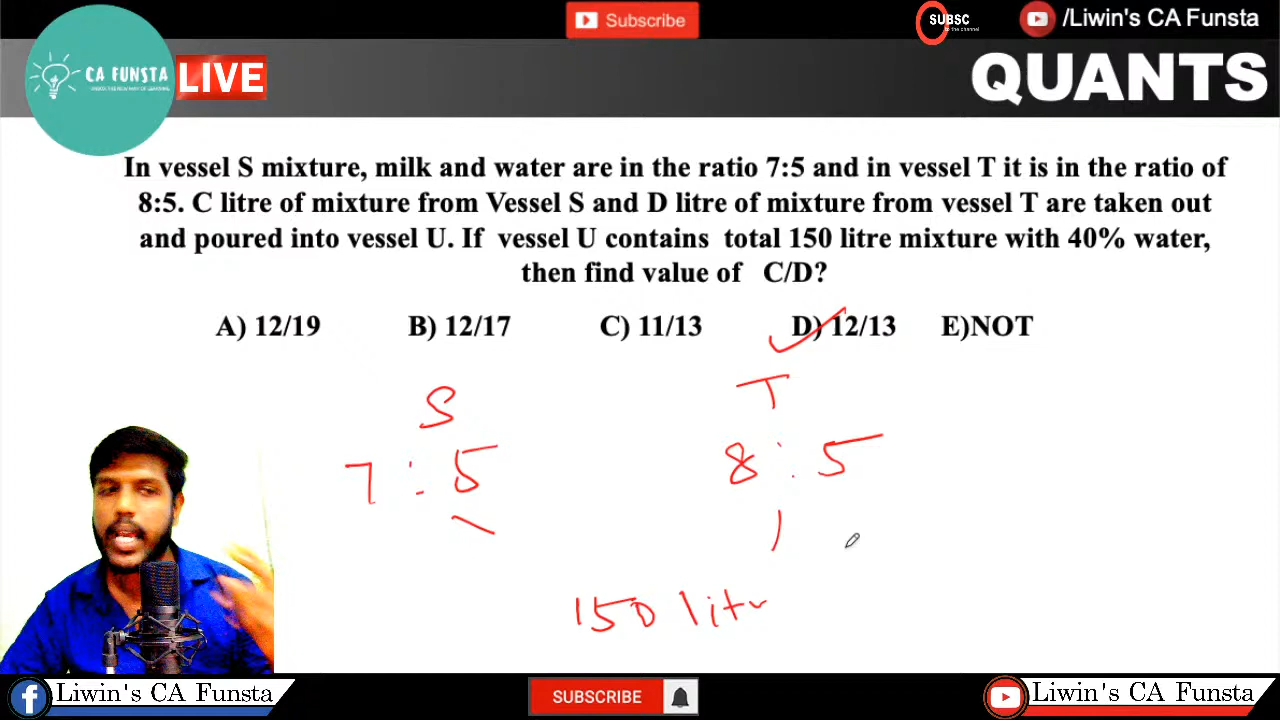 Subscribe
SUBSC
to the channel
/Liwin's CA Funsta
CA FUNSTA
LIVE
QUANTS
In vessel S mixture, milk and water are in the ratio 7:5 and in vessel T it is in the ratio of
8:5. C litre of mixture from Vessel S and D litre of mixture from vessel T are taken out
and poured into vessel U. If vessel U contains total 150 litre mixture with 40% water,
then find value of C/D?
A) 12/19 B) 12/17 C) 11/13 D) 12/13 E)NOT
S T
7 : 5 8 : 5
150 litr
Liwin's CA Funsta
SUBSCRIBE
Liwin's CA Funsta